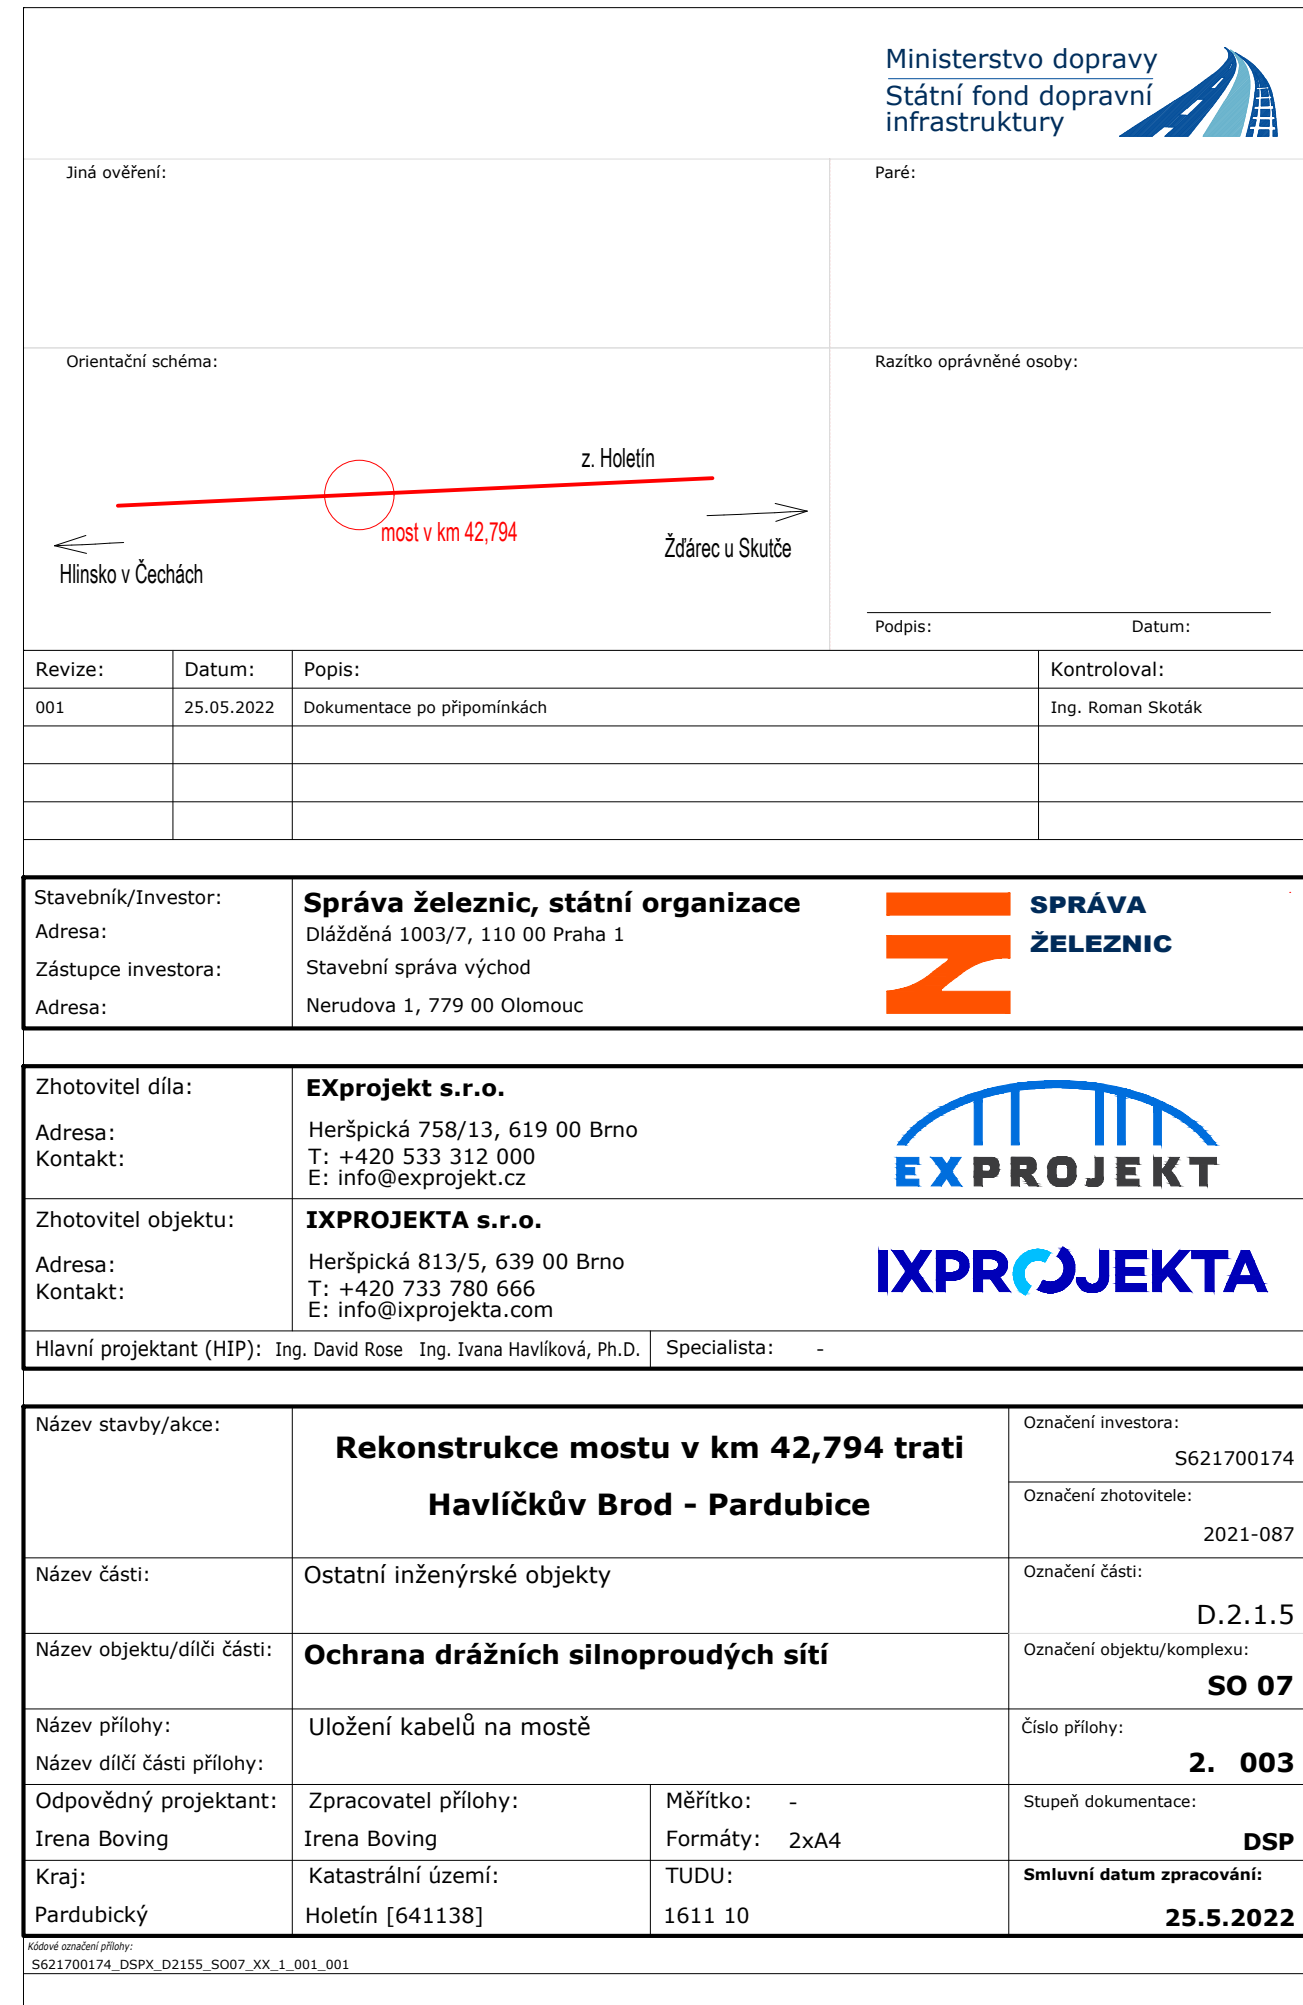 Ministerstvo dopravy
Státní fond dopravní
infrastruktury
Jiná ověření:
Paré:
Orientační schéma:
Razítko oprávněné osoby:
z. Holetín
most v km 42,794
Žďárec u Skutče
Hlinsko v Čechách
Podpis:
Datum:
Revize: Datum: Popis: Kontroloval:
001 25.05.2022 Dokumentace po připomínkách Ing. Roman Skoták
Stavebník/Investor: Správa železnic, státní organizace
Adresa: Dlážděná 1003/7, 110 00 Praha 1
Zástupce investora: Stavební správa východ
Adresa: Nerudova 1, 779 00 Olomouc
SPRÁVA
ŽELEZNIC
Zhotovitel díla: EXprojekt s.r.o.
Adresa: Heršpická 758/13, 619 00 Brno
Kontakt: T: +420 533 312 000
E: info@exprojekt.cz
EXPROJEKT
Zhotovitel objektu: IXPROJEKTA s.r.o.
Adresa: Heršpická 813/5, 639 00 Brno
Kontakt: T: +420 733 780 666
E: info@ixprojekta.com
IXPROJEKTA
Hlavní projektant (HIP): Ing. David Rose Ing. Ivana Havlíková, Ph.D. Specialista: -
Název stavby/akce:
Rekonstrukce mostu v km 42,794 trati
Havlíčkův Brod - Pardubice
Označení investora:
S621700174
Označení zhotovitele:
2021-087
Název části: Ostatní inženýrské objekty
Označení části:
D.2.1.5
Název objektu/dílči části: Ochrana drážních silnoproudých sítí
Označení objektu/komplexu:
SO 07
Název přílohy: Uložení kabelů na mostě
Název dílčí části přílohy:
Číslo přílohy:
2. 003
Odpovědný projektant: Zpracovatel přílohy: Měřítko: - Stupeň dokumentace:
Irena Boving Irena Boving Formáty: 2xA4 DSP
Kraj: Katastrální území: TUDU: Smluvní datum zpracování:
Pardubický Holetín [641138] 1611 10 25.5.2022
Kódové označení přílohy:
S621700174_DSPX_D2155_SO07_XX_1_001_001